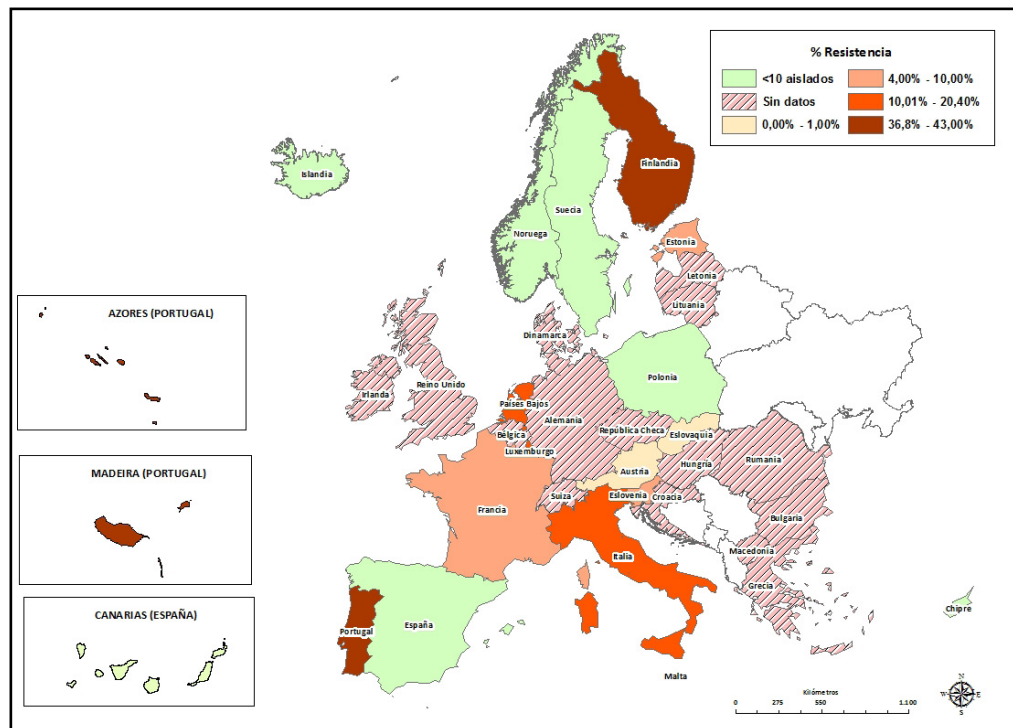 % Resistencia
<10 aislados
Sin datos
0,00% - 1,00%
4,00% - 10,00%
10,01% - 20,40%
36,8% - 43,00%
Islandia
Finlandia
Suecia
Noruega
Estonia
Letonia
Lituania
Dinamarca
Irlanda
Reino Unido
Países Bajos
Polonia
Alemania
Bélgica
República Checa
Luxemburgo
Eslovaquia
Austria
Hungría
Rumania
Suiza
Eslovenia
Croacia
Francia
Bulgaria
Italia
Macedonia
Grecia
Portugal
España
Chipre
Malta
AZORES (PORTUGAL)
MADEIRA (PORTUGAL)
CANARIAS (ESPAÑA)
Kilómetros
0 275 550 1.100
N
W E
S